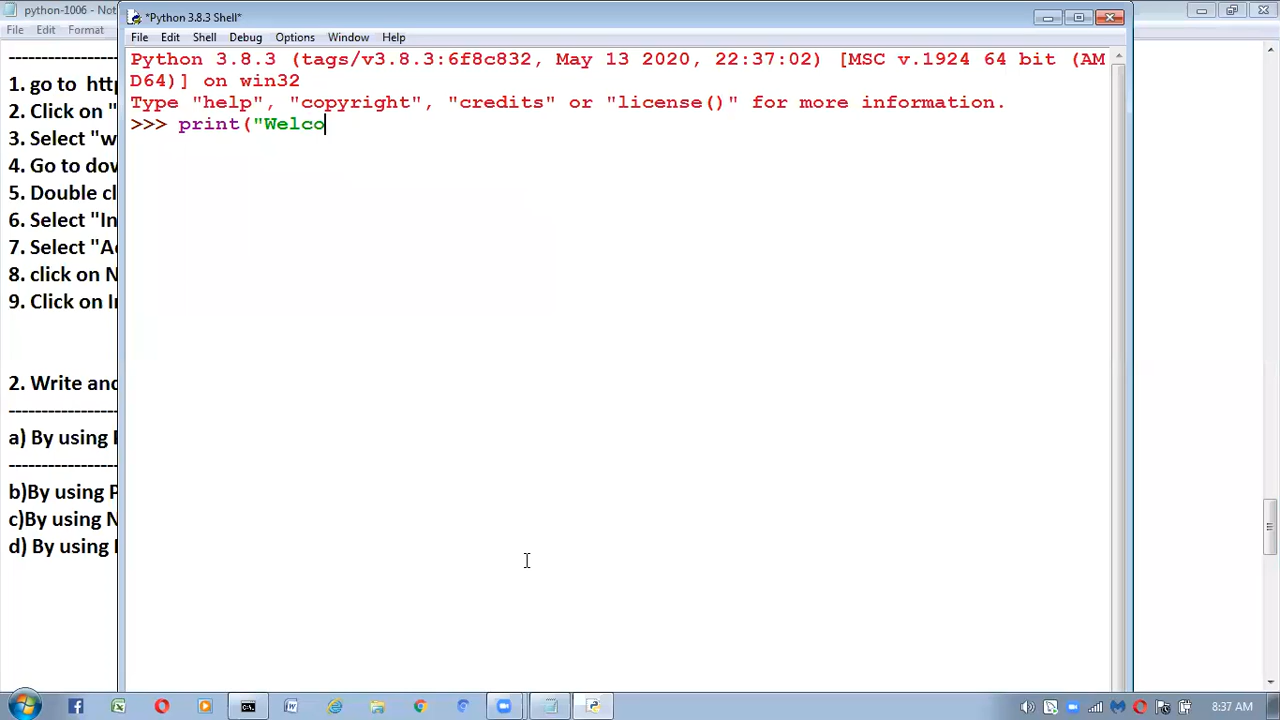 python-1006 - Not
*Python 3.8.3 Shell*
File Edit Format
File Edit Shell Debug Options Window Help
Python 3.8.3 (tags/v3.8.3:6f8c832, May 13 2020, 22:37:02) [MSC v.1924 64 bit (AM
D64)] on win32
Type "help", "copyright", "credits" or "license()" for more information.
>>> print("Welco
--------------------
1. go to htt
2. Click on "
3. Select "w
4. Go to dow
5. Double cl
6. Select "In
7. Select "Ad
8. click on N
9. Click on In
2. Write and
--------------------
a) By using
--------------------
b)By using P
c)By using N
d) By using
8:37 AM